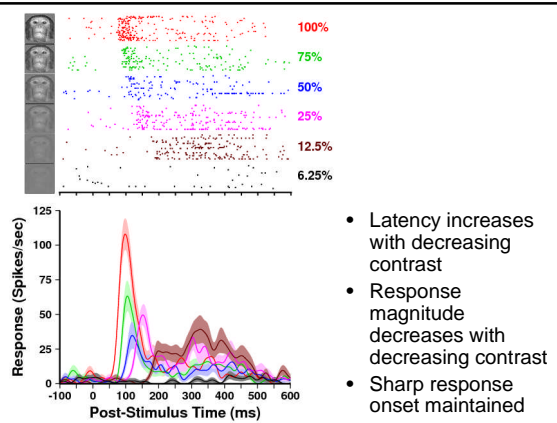 100%
75%
50%
25%
12.5%
6.25%
Response (Spikes/sec)
125
100
75
50
25
0
-100 0 100 200 300 400 500 600
Post-Stimulus Time (ms)
• Latency increases
with decreasing
contrast
• Response
magnitude
decreases with
decreasing contrast
• Sharp response
onset maintained